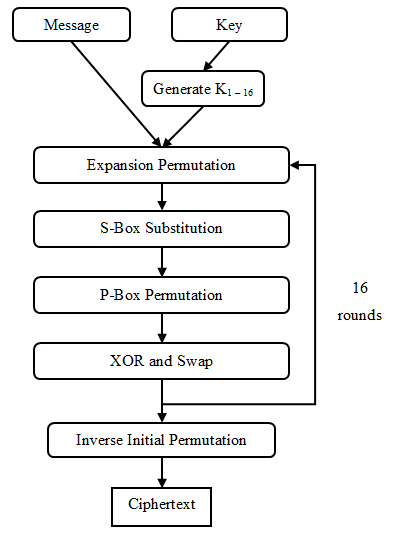 Message
Key
Generate K1 – 16
Expansion Permutation
S-Box Substitution
P-Box Permutation
16
rounds
XOR and Swap
Inverse Initial Permutation
Ciphertext